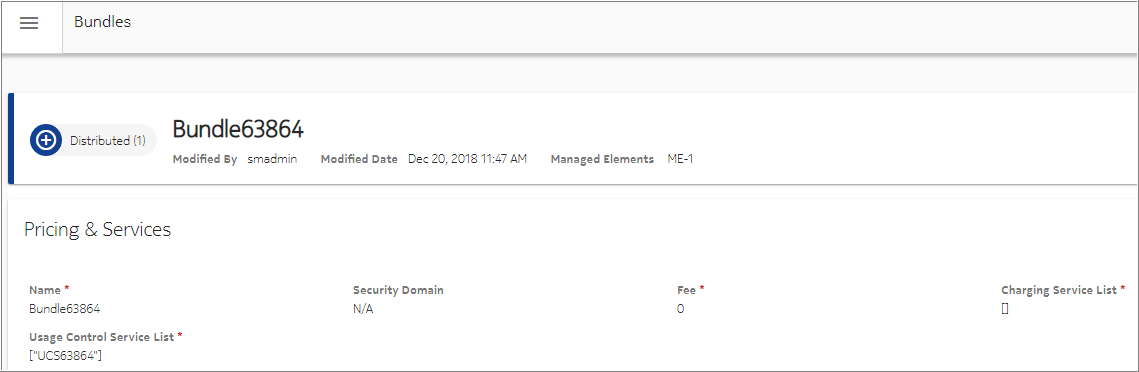 Bundles
Distributed (1)
Bundle63864
Modified By smadmin Modified Date Dec 20, 2018 11:47 AM Managed Elements ME-1
Pricing & Services
Name * Security Domain Fee * Charging Service List *
Bundle63864 N/A 0 []
Usage Control Service List *
["UCS63864"]